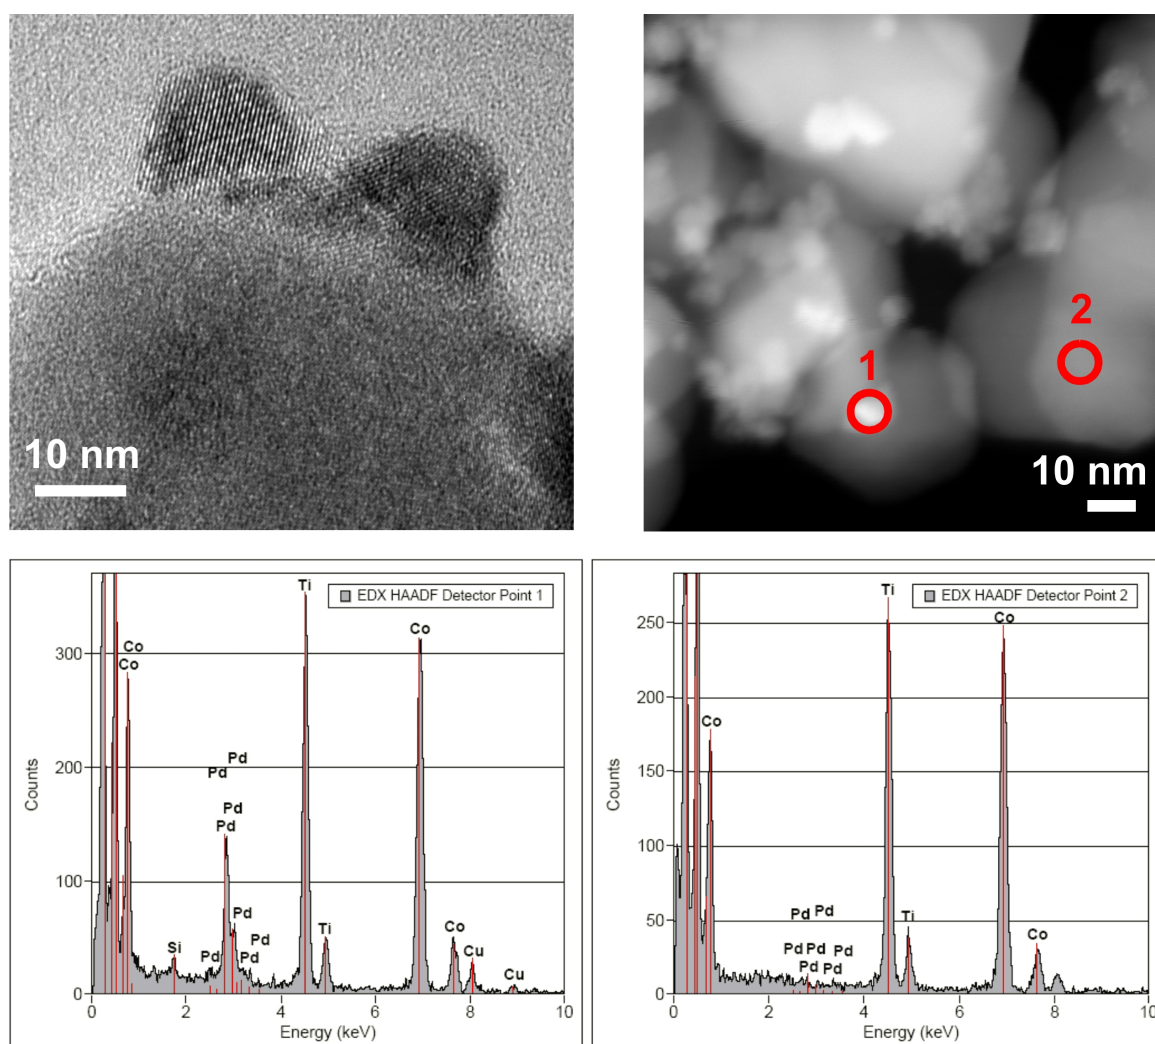 10 nm
2
1
10 nm
EDX HAADF Detector Point 1
Counts
300
200
100
0
Co
Co
Si
Pd
Pd
Pd
Pd
Pd
Pd
Pd
Pd
Ti
Ti
Co
Co
Cu
Cu
0 2 4 6 8 10
Energy (keV)
EDX HAADF Detector Point 2
Counts
250
200
150
100
50
0
Co
Pd Pd
Pd Pd Pd
Pd Pd
Ti
Ti
Co
Co
0 2 4 6 8 10
Energy (keV)